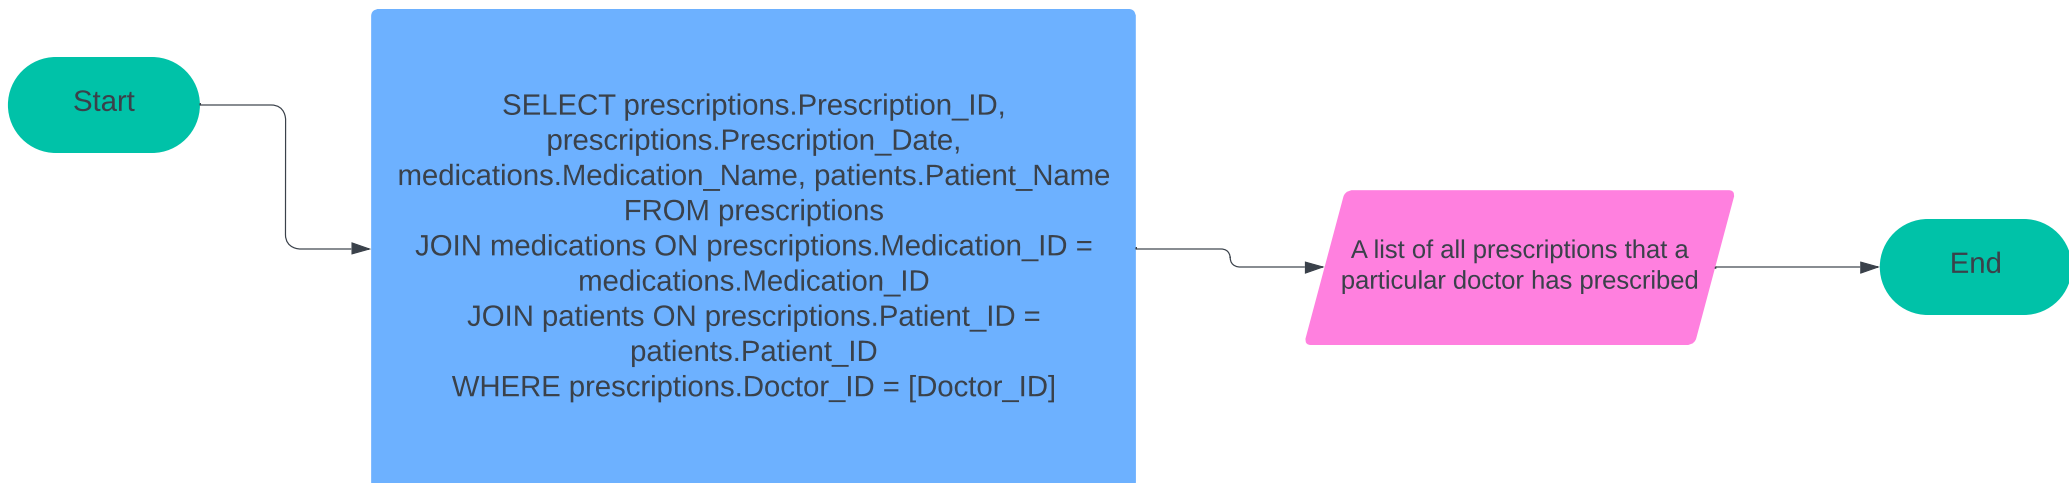 Start
SELECT prescriptions.Prescription_ID,
prescriptions.Prescription_Date,
medications.Medication_Name, patients.Patient_Name
FROM prescriptions
JOIN medications ON prescriptions.Medication_ID =
medications.Medication_ID
JOIN patients ON prescriptions.Patient_ID =
patients.Patient_ID
WHERE prescriptions.Doctor_ID = [Doctor_ID]
A list of all prescriptions that a
particular doctor has prescribed
End